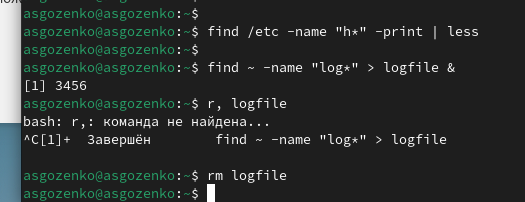 asgozenko@asgozenko:~$
asgozenko@asgozenko:~$ find /etc -name "h*" -print | less
asgozenko@asgozenko:~$
asgozenko@asgozenko:~$ find ~ -name "log*" > logfile &
[1] 3456
asgozenko@asgozenko:~$ r, logfile
bash: r,: команда не найдена...
^C[1]+  Завершён        find ~ -name "log*" > logfile

asgozenko@asgozenko:~$ rm logfile
asgozenko@asgozenko:~$